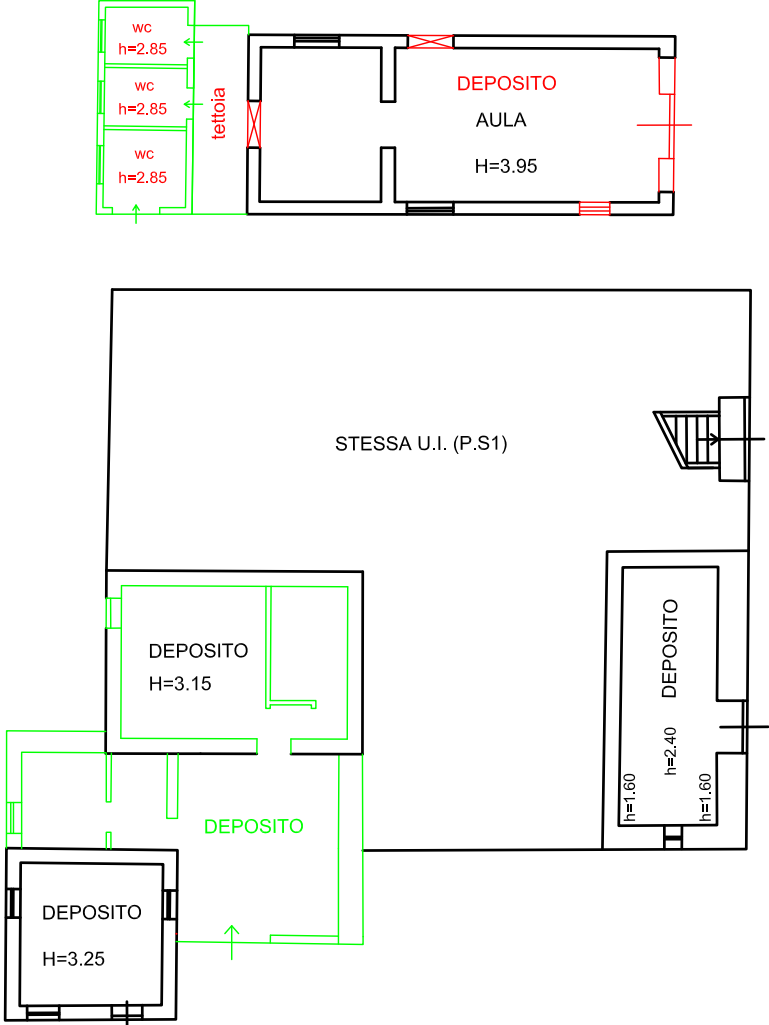 wc
h=2.85
wc
h=2.85
wc
h=2.85
tettoia
DEPOSITO
AULA
H=3.95
STESSA U.I. (P.S1)
DEPOSITO
H=3.15
DEPOSITO
h=2.40
h=1.60
h=1.60
DEPOSITO
DEPOSITO
H=3.25